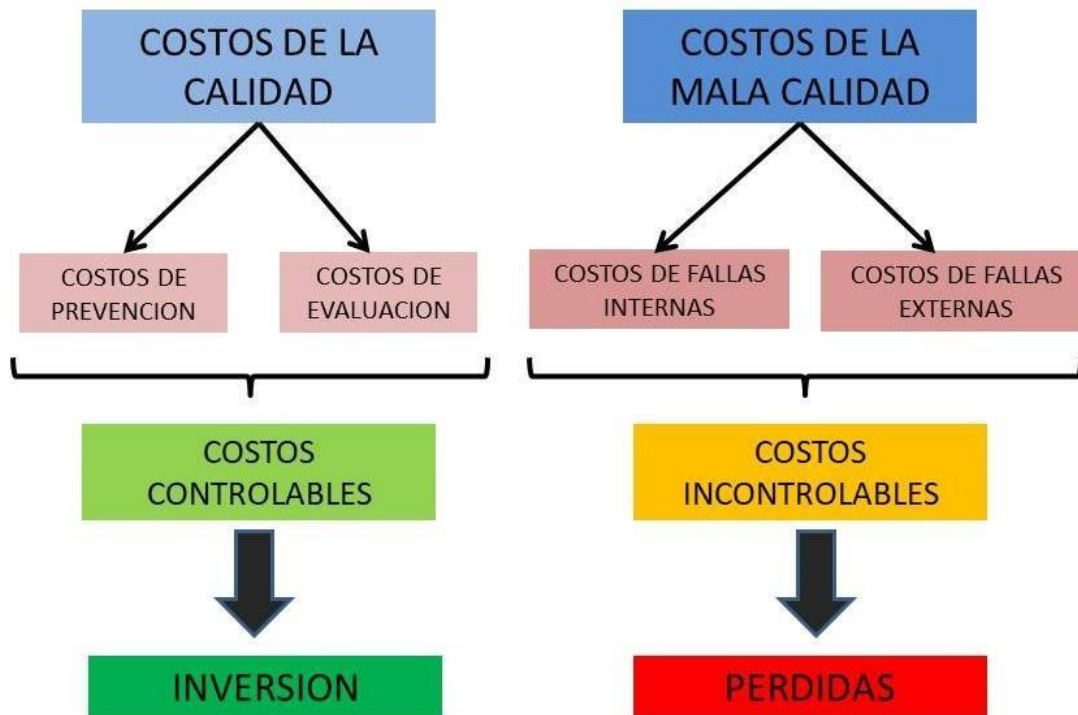 COSTOS DE LA
CALIDAD
COSTOS DE LA
MALA CALIDAD
COSTOS DE
PREVENCION
COSTOS DE
EVALUACION
COSTOS DE FALLAS
INTERNAS
COSTOS DE FALLAS
EXTERNAS
COSTOS
CONTROLABLES
COSTOS
INCONTROLABLES
INVERSION
PERDIDAS